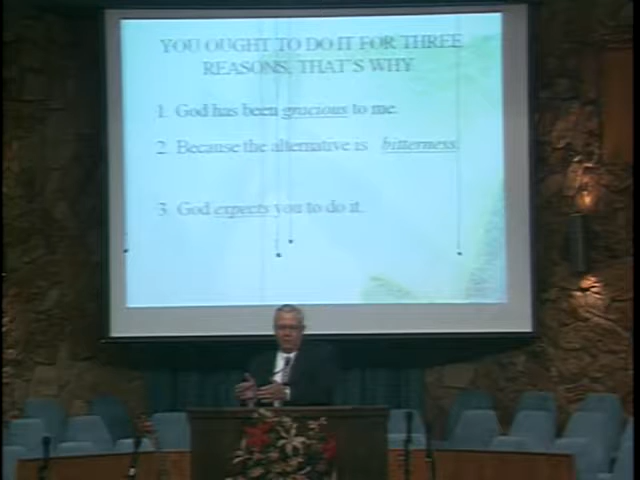 YOU OUGHT TO DO IT FOR THREE
REASONS, THAT'S WHY
1. God has been gracious to me.
2. Because the alternative is bitterness
3. God expects you to do it.